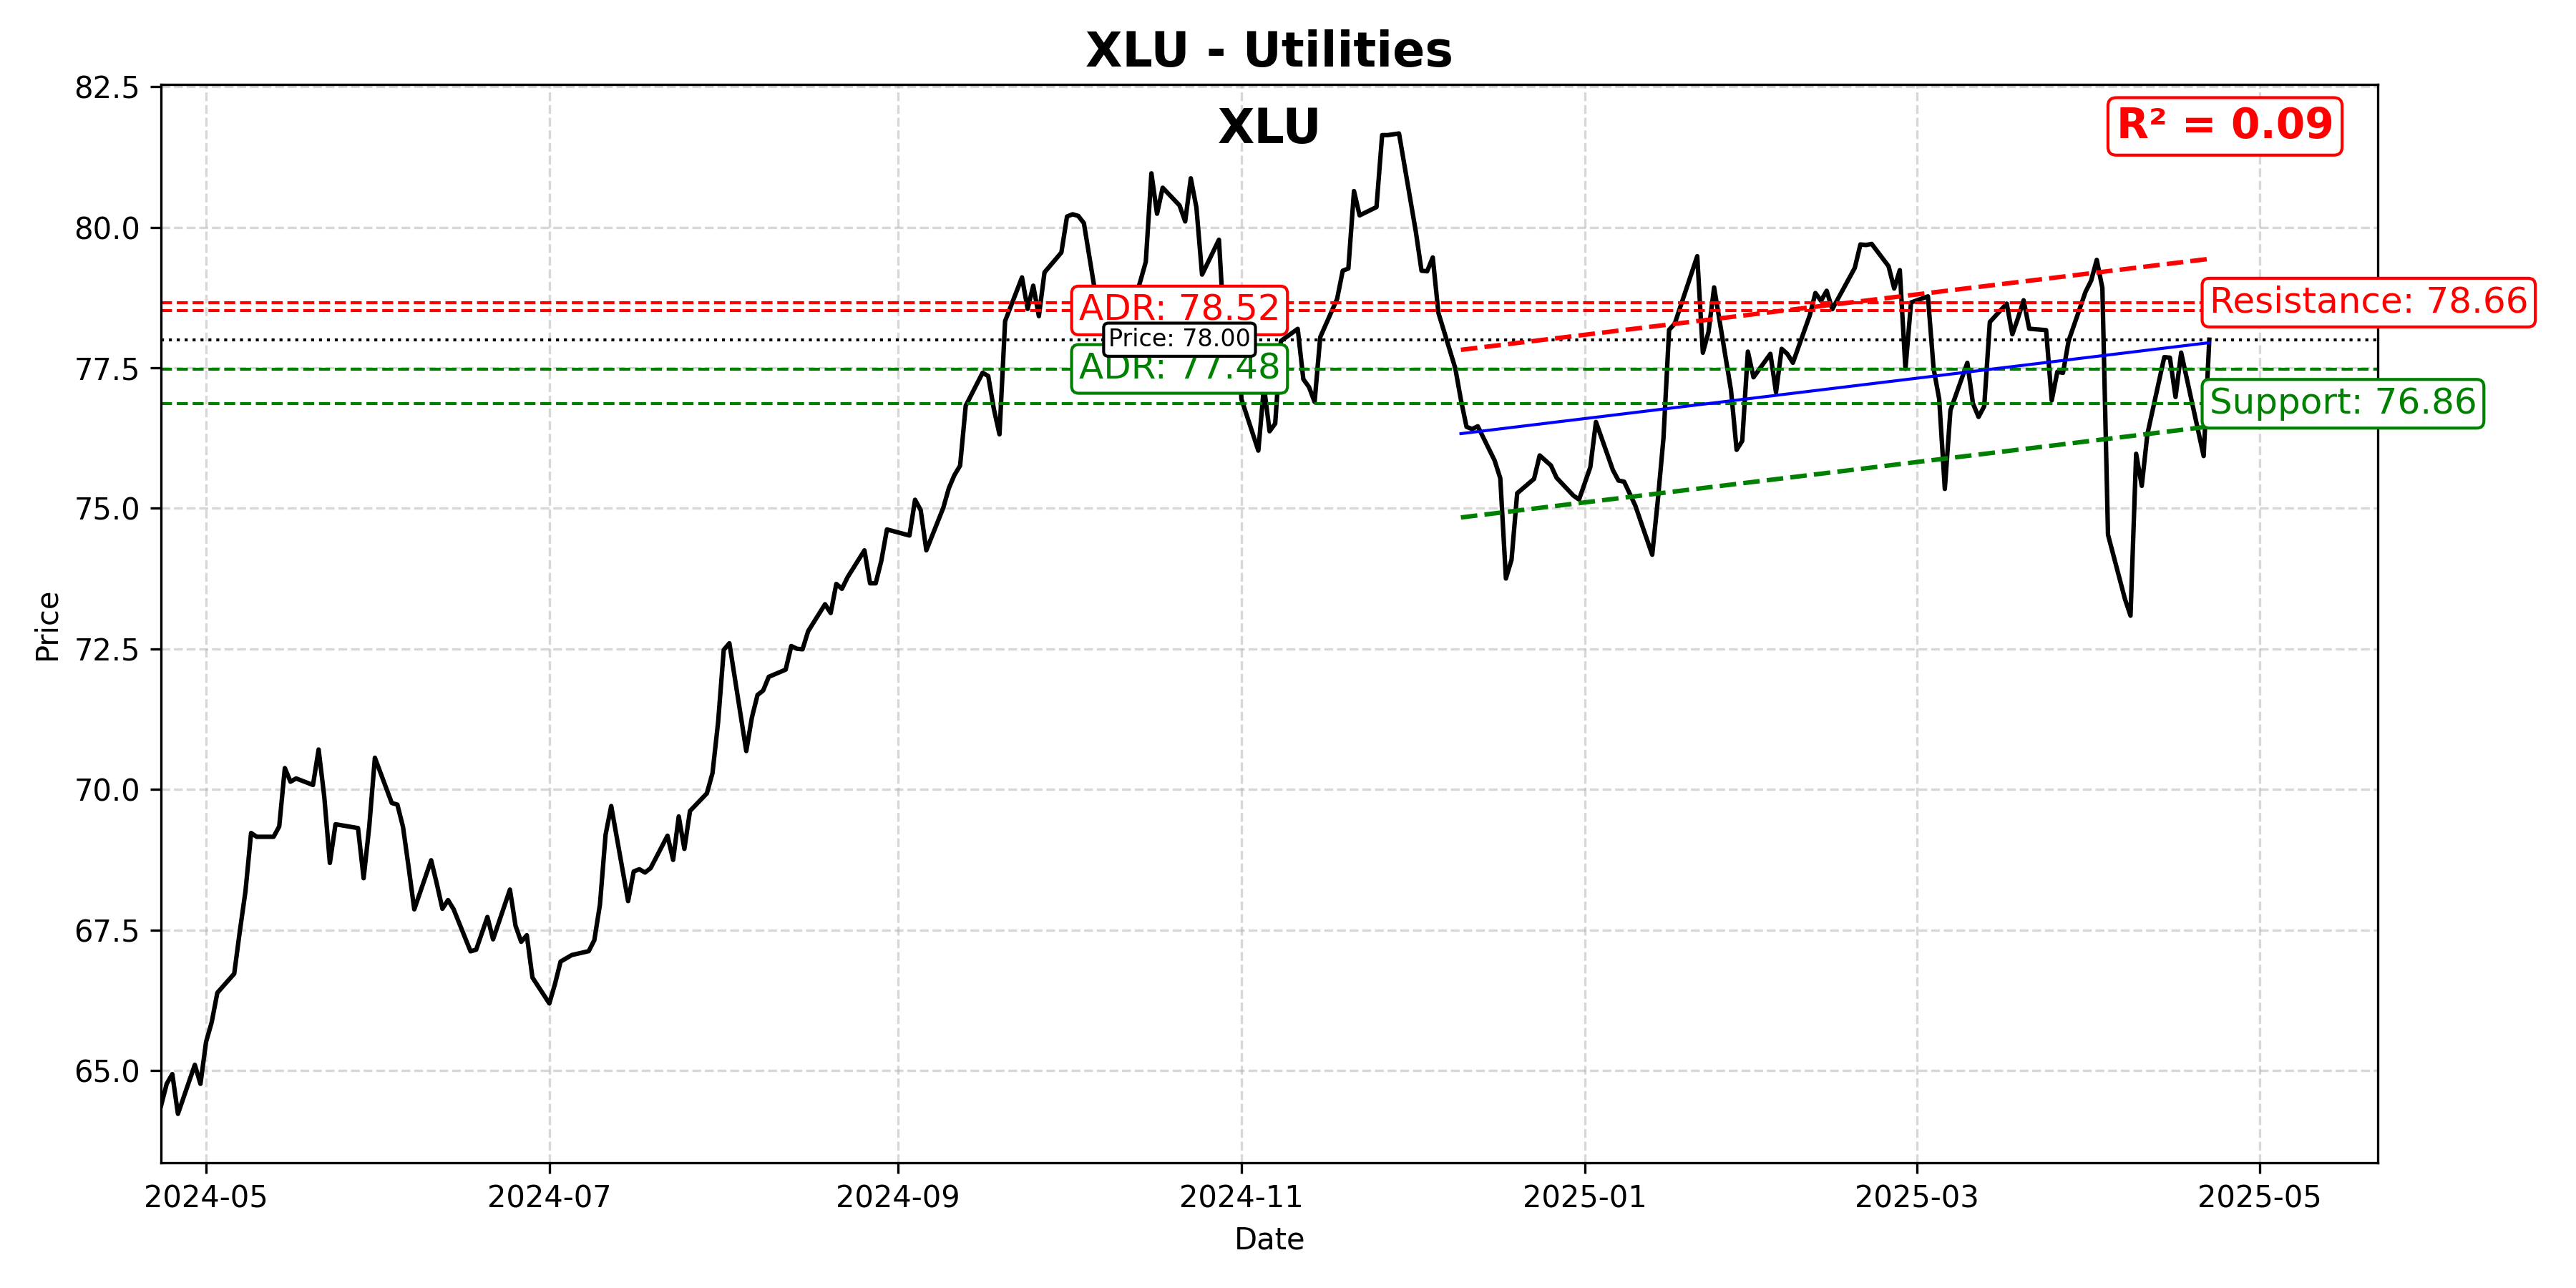 XLU - Utilities
XLU
R² = 0.09
82.5
80.0
77.5
75.0
72.5
70.0
67.5
65.0
Price
ADR: 78.52
Price: 78.00
ADR: 77.48
Resistance: 78.66
Support: 76.86
2024-05
2024-07
2024-09
2024-11
2025-01
2025-03
2025-05
Date